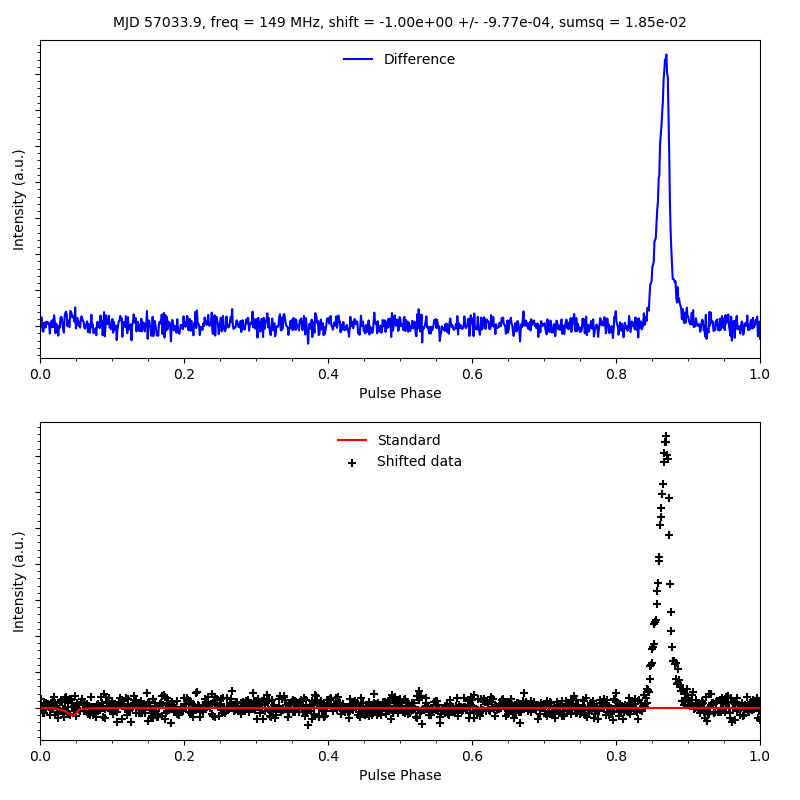 MJD 57033.9, freq = 149 MHz, shift = -1.00e+00 +/- -9.77e-04, sumsq = 1.85e-02
Difference
Intensity (a.u.)
0.0 0.2 0.4 0.6 0.8 1.0
Pulse Phase
Standard
Shifted data
Intensity (a.u.)
0.0 0.2 0.4 0.6 0.8 1.0
Pulse Phase